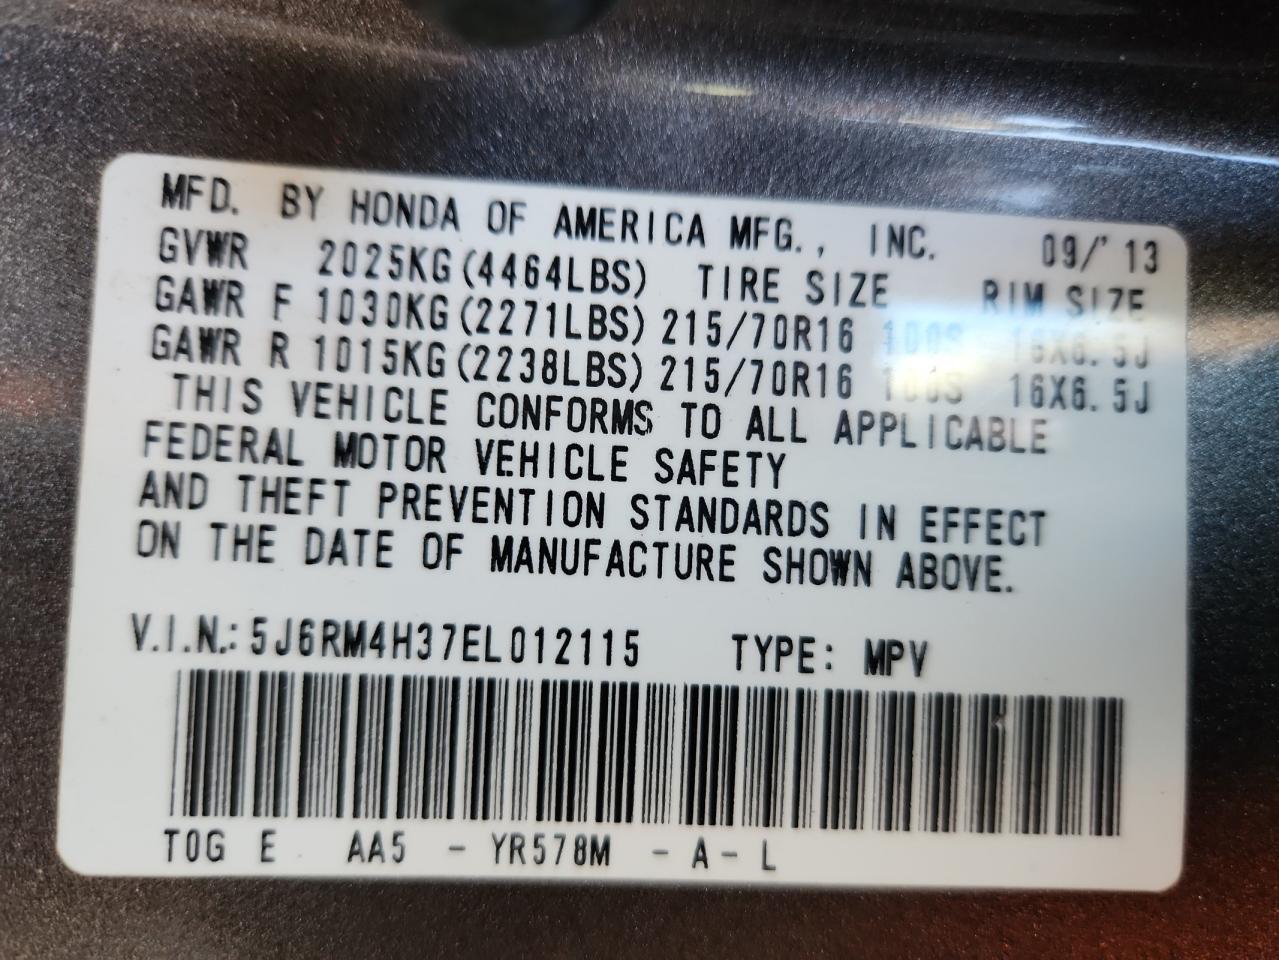 MFD. BY HONDA OF AMERICA MFG., INC. 09/'13
GVWR 2025KG(4464LBS) TIRE SIZE RIM SIZE
GAWR F 1030KG(2271LBS) 215/70R16 100S 16X6.5J
GAWR R 1015KG(2238LBS) 215/70R16 100S 16X6.5J
THIS VEHICLE CONFORMS TO ALL APPLICABLE
FEDERAL MOTOR VEHICLE SAFETY
AND THEFT PREVENTION STANDARDS IN EFFECT
ON THE DATE OF MANUFACTURE SHOWN ABOVE.
V.I.N.: 5J6RM4H37EL012115 TYPE: MPV
TOG E AA5 - YR578M - A - L